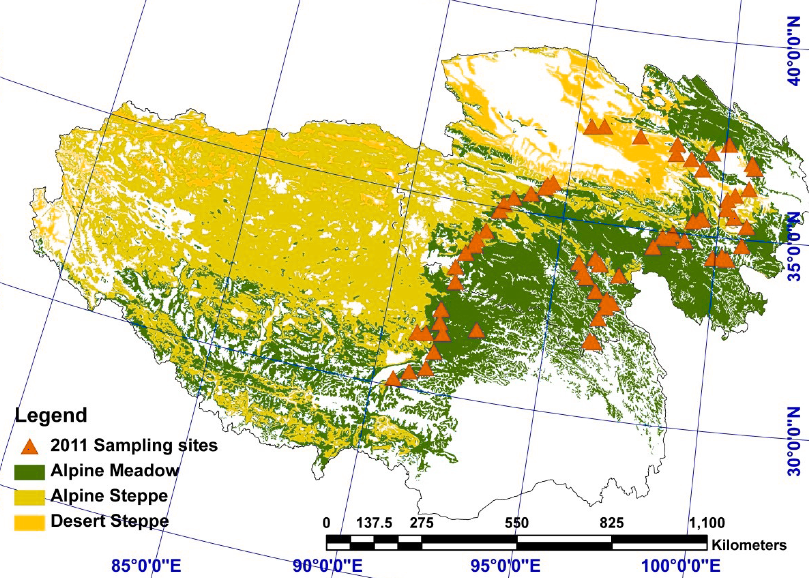 40°0'0"N
35°0'0"N
30°0'0"N
Legend
2011 Sampling sites
Alpine Meadow
Alpine Steppe
Desert Steppe
0 137.5 275 550 825 1,100
Kilometers
85°0'0"E 90°0'0"E 95°0'0"E 100°0'0"E